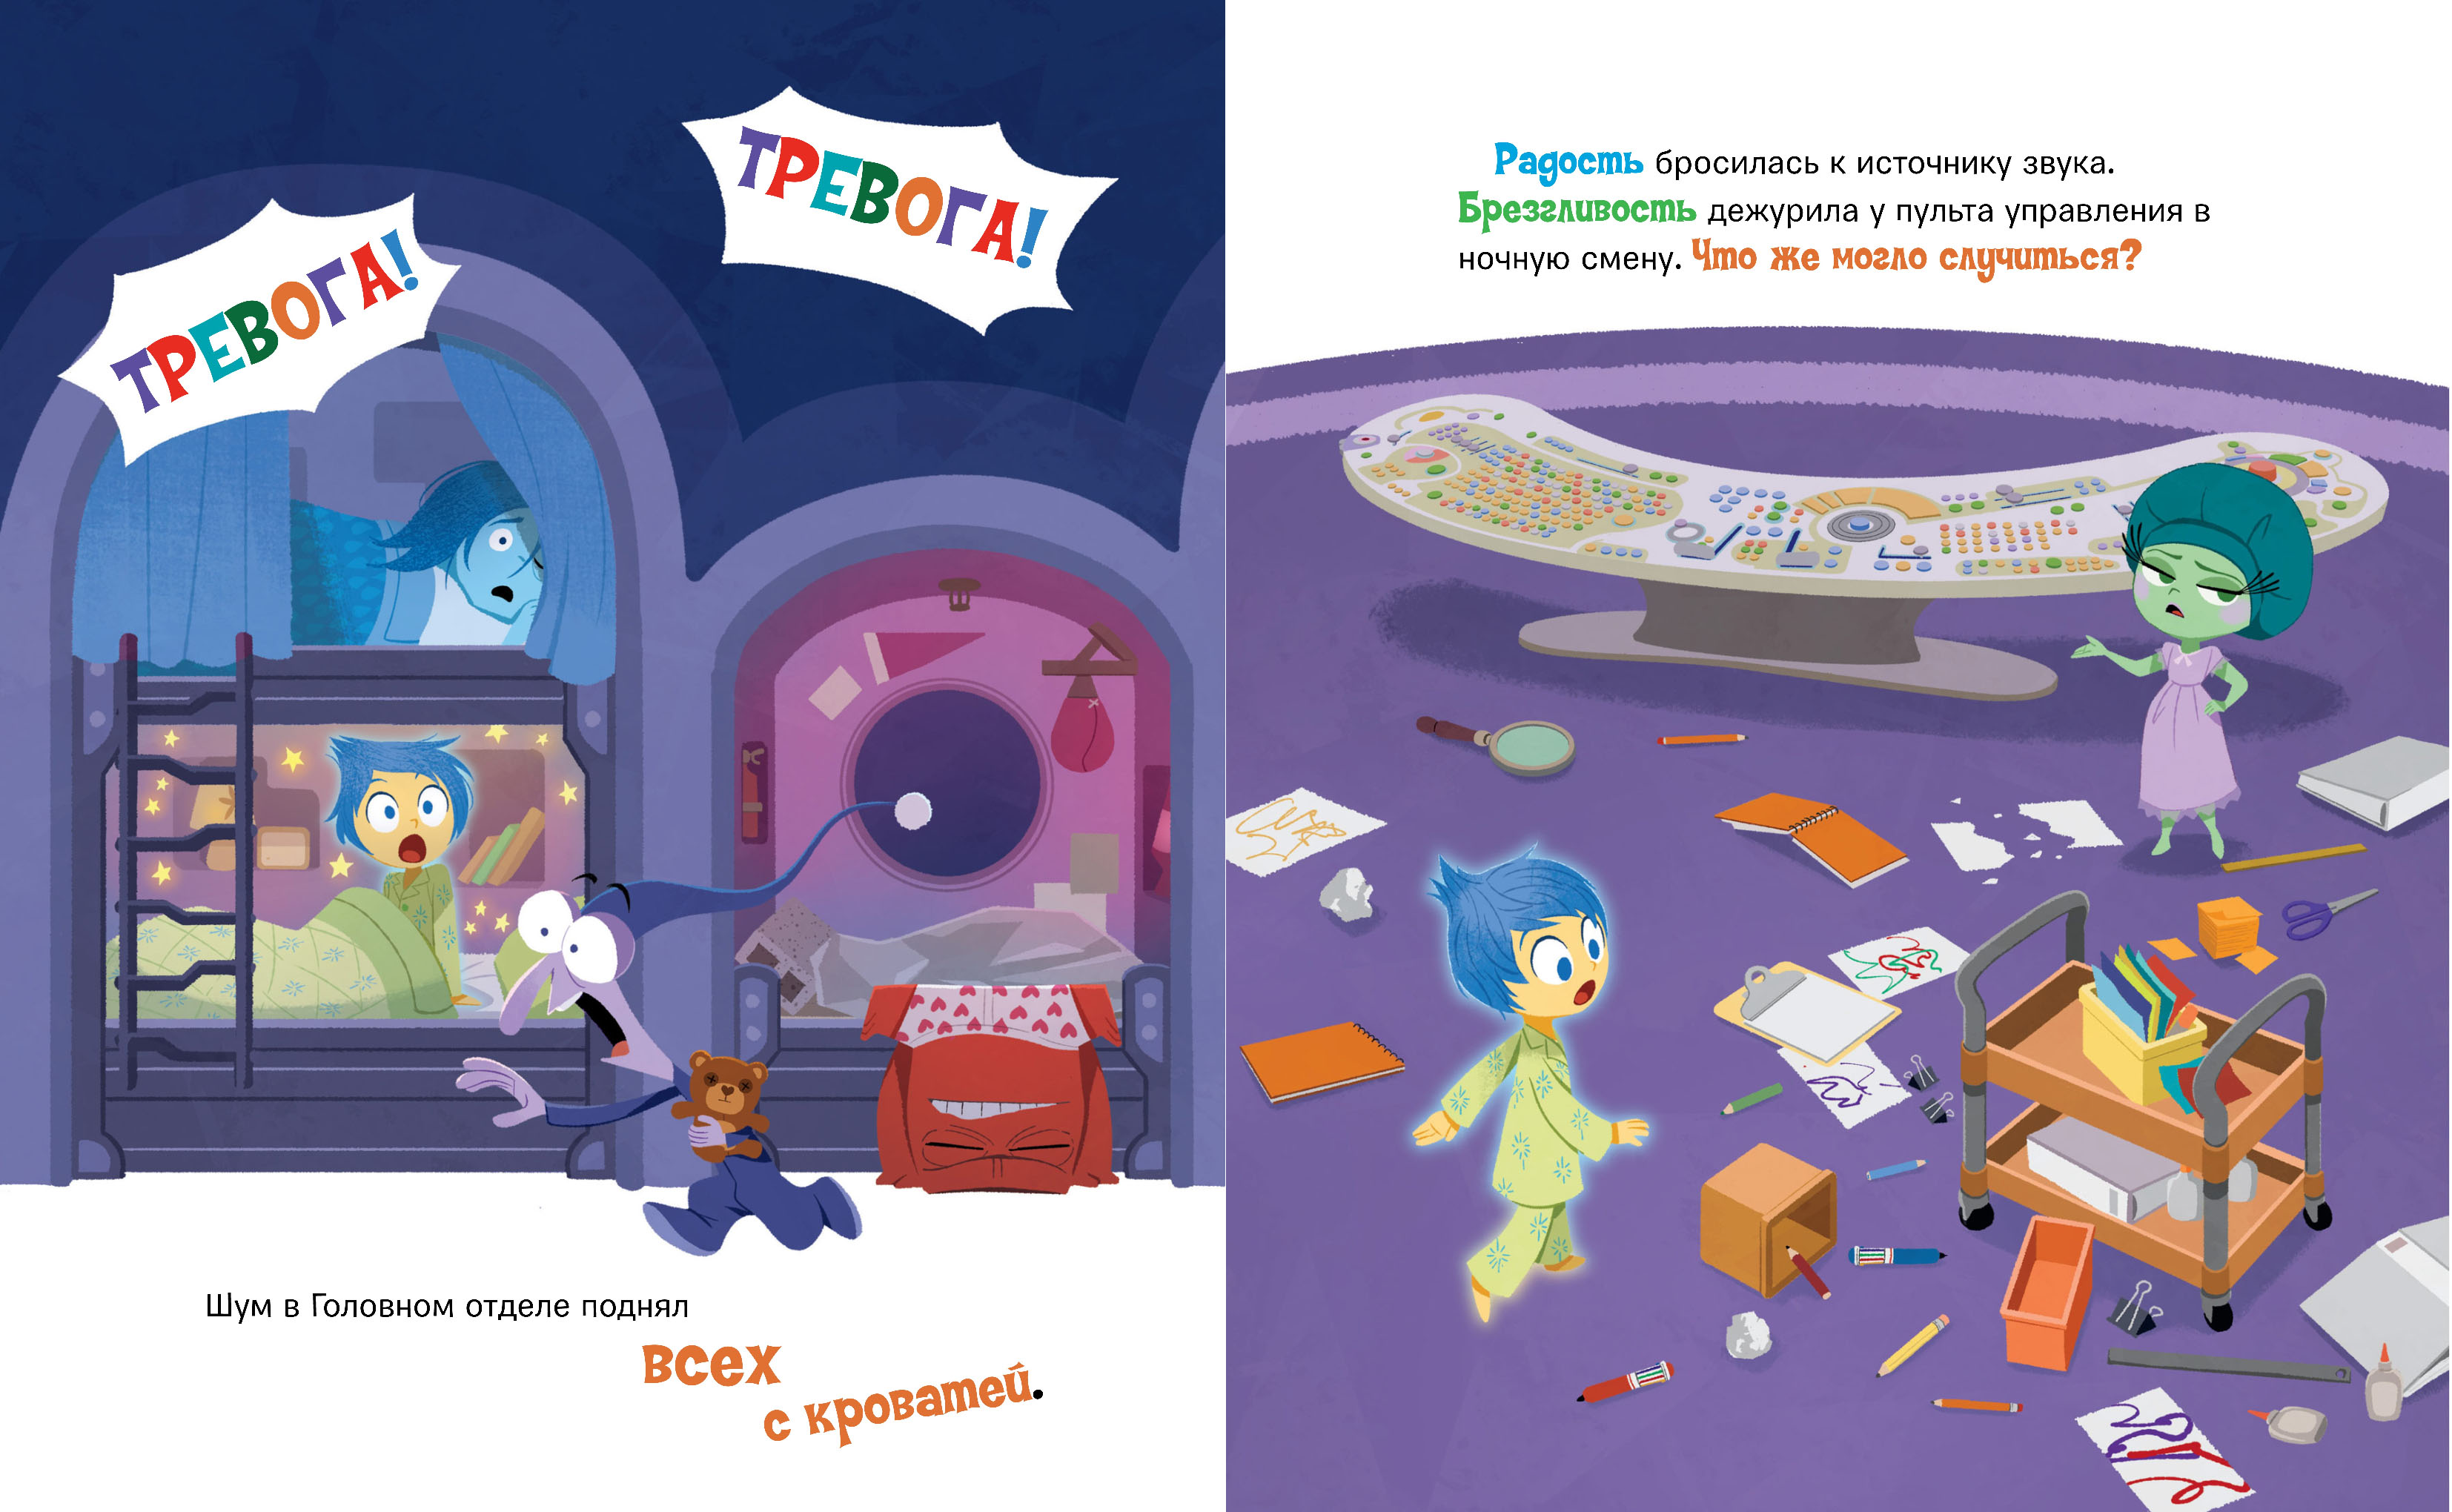 ТРЕВОГА!
ТРЕВОГА!
Шум в Головном отделе поднял
всех
с кроватей.
Радость бросилась к источнику звука.
Брезгливость дежурила у пульта управления в
ночную смену. Что же могло случиться?